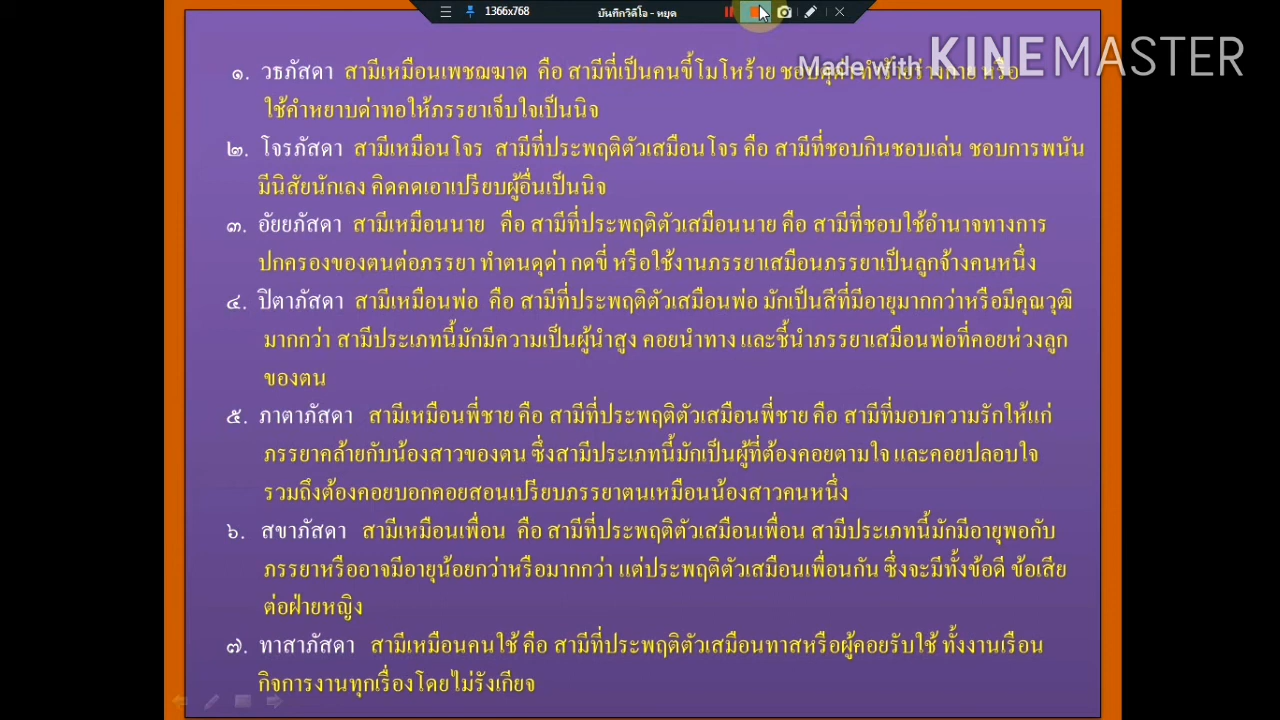 1366x768
บันทึกวิดีโอ - หยุด
Made with KINEMASTER
๑. วธภัสดา สามีเหมือนเพชฌฆาต คือ สามีที่เป็นคนขี้โมโหร้าย ชอบ หรือ
ใช้คำหยาบด่าทอให้ภรรยาเจ็บใจเป็นนิจ
๒. โจรภัสดา สามีเหมือนโจร สามีที่ประพฤติตัวเสมือนโจร คือ สามีที่ชอบกินชอบเล่น ชอบการพนัน
มีนิสัยนักเลง คิดคดเอาเปรียบผู้อื่นเป็นนิจ
๓. อัยยภัสดา สามีเหมือนนาย คือ สามีที่ประพฤติตัวเสมือนนาย คือ สามีที่ชอบใช้อำนาจทางการ
ปกครองของตนต่อภรรยา ทำตนดุด่า กดขี่ หรือใช้งานภรรยาเสมือนภรรยาเป็นลูกจ้างคนหนึ่ง
๔. ปิตาภัสดา สามีเหมือนพ่อ คือ สามีที่ประพฤติตัวเสมือนพ่อ มักเป็นสีที่มีอายุมากกว่าหรือมีคุณวุฒิ
มากกว่า สามีประเภทนี้มักมีความเป็นผู้นำสูง คอยนำทาง และชี้นำภรรยาเสมือนพ่อที่คอยห่วงลูก
ของตน
๕. ภาตาภัสดา สามีเหมือนพี่ชาย คือ สามีที่ประพฤติตัวเสมือนพี่ชาย คือ สามีที่มอบความรักให้แก่
ภรรยาคล้ายกับน้องสาวของตน ซึ่งสามีประเภทนี้มักเป็นผู้ที่ต้องคอยตามใจ และคอยปลอบใจ
รวมถึงต้องคอยบอกคอยสอนเปรียบภรรยาตนเหมือนน้องสาวคนหนึ่ง
๖. สขาภัสดา สามีเหมือนเพื่อน คือ สามีที่ประพฤติตัวเสมือนเพื่อน สามีประเภทนี้มักมีอายุพอกับ
ภรรยาหรืออาจมีอายุน้อยกว่าหรือมากกว่า แต่ประพฤติตัวเสมือนเพื่อนกัน ซึ่งจะมีทั้งข้อดี ข้อเสีย
ต่อฝ่ายหญิง
๗. ทาสาภัสดา สามีเหมือนคนใช้ คือ สามีที่ประพฤติตัวเสมือนทาสหรือผู้คอยรับใช้ ทั้งงานเรือน
กิจการงานทุกเรื่องโดยไม่รังเกียจ